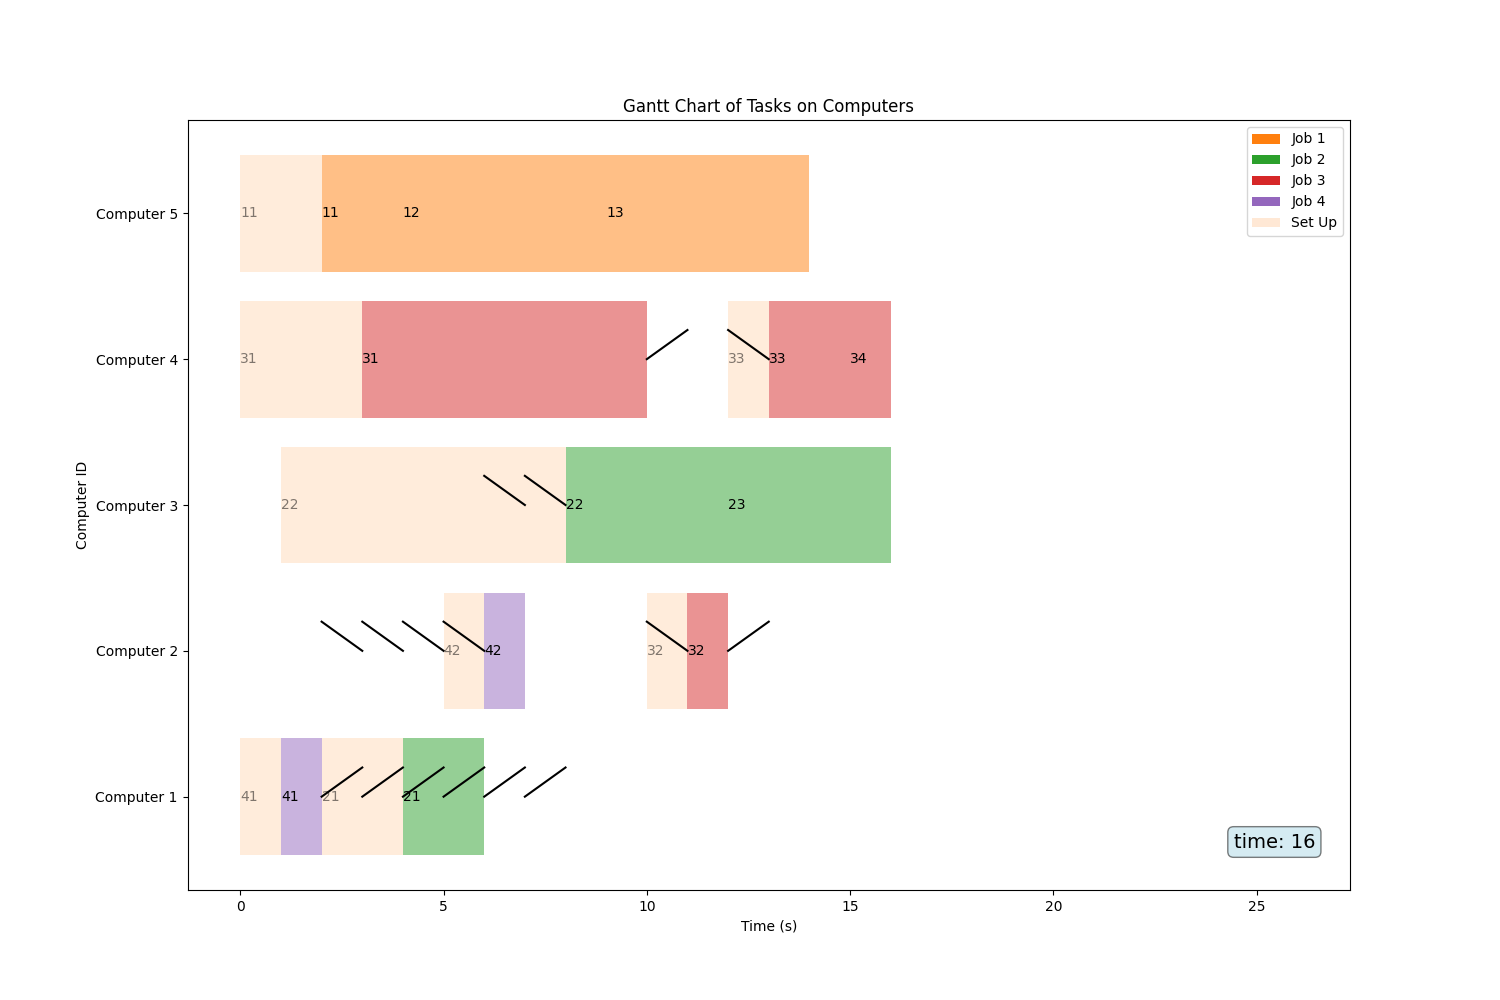 Gantt Chart of Tasks on Computers
Job 1
Job 2
Job 3
Job 4
Set Up
Computer 5
11
11
12
13
Computer 4
31
31
33
33
34
Computer 3
22
22
23
Computer 2
42
42
32
32
Computer 1
41
41
21
21
Computer ID
time: 16
0
5
10
15
20
25
Time (s)